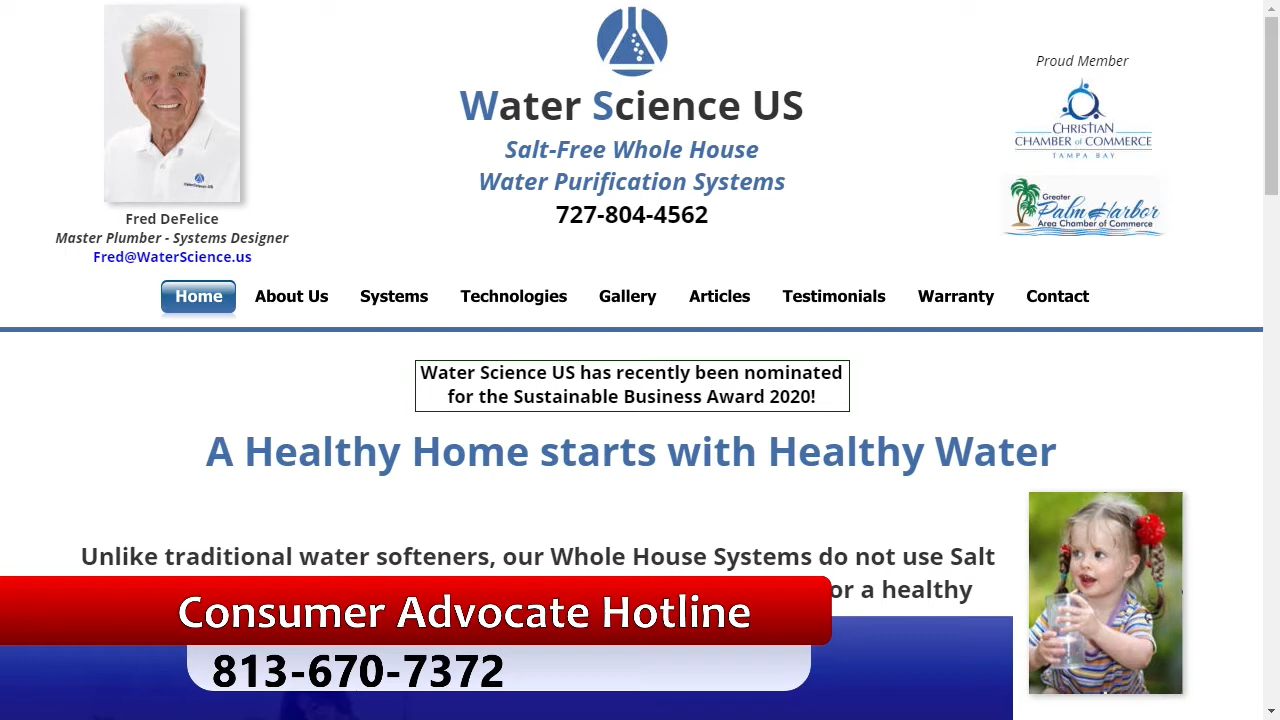 Fred DeFelice
Master Plumber - Systems Designer
Fred@WaterScience.us
Water Science US
Salt-Free Whole House
Water Purification Systems
727-804-4562
Proud Member
CHRISTIAN
CHAMBER of COMMERCE
TAMPA BAY
Greater
Palm Harbor
Area Chamber of Commerce
Home About Us Systems Technologies Gallery Articles Testimonials Warranty Contact
Water Science US has recently been nominated
for the Sustainable Business Award 2020!
A Healthy Home starts with Healthy Water
Unlike traditional water softeners, our Whole House Systems do not use Salt
or a healthy
Consumer Advocate Hotline
813-670-7372